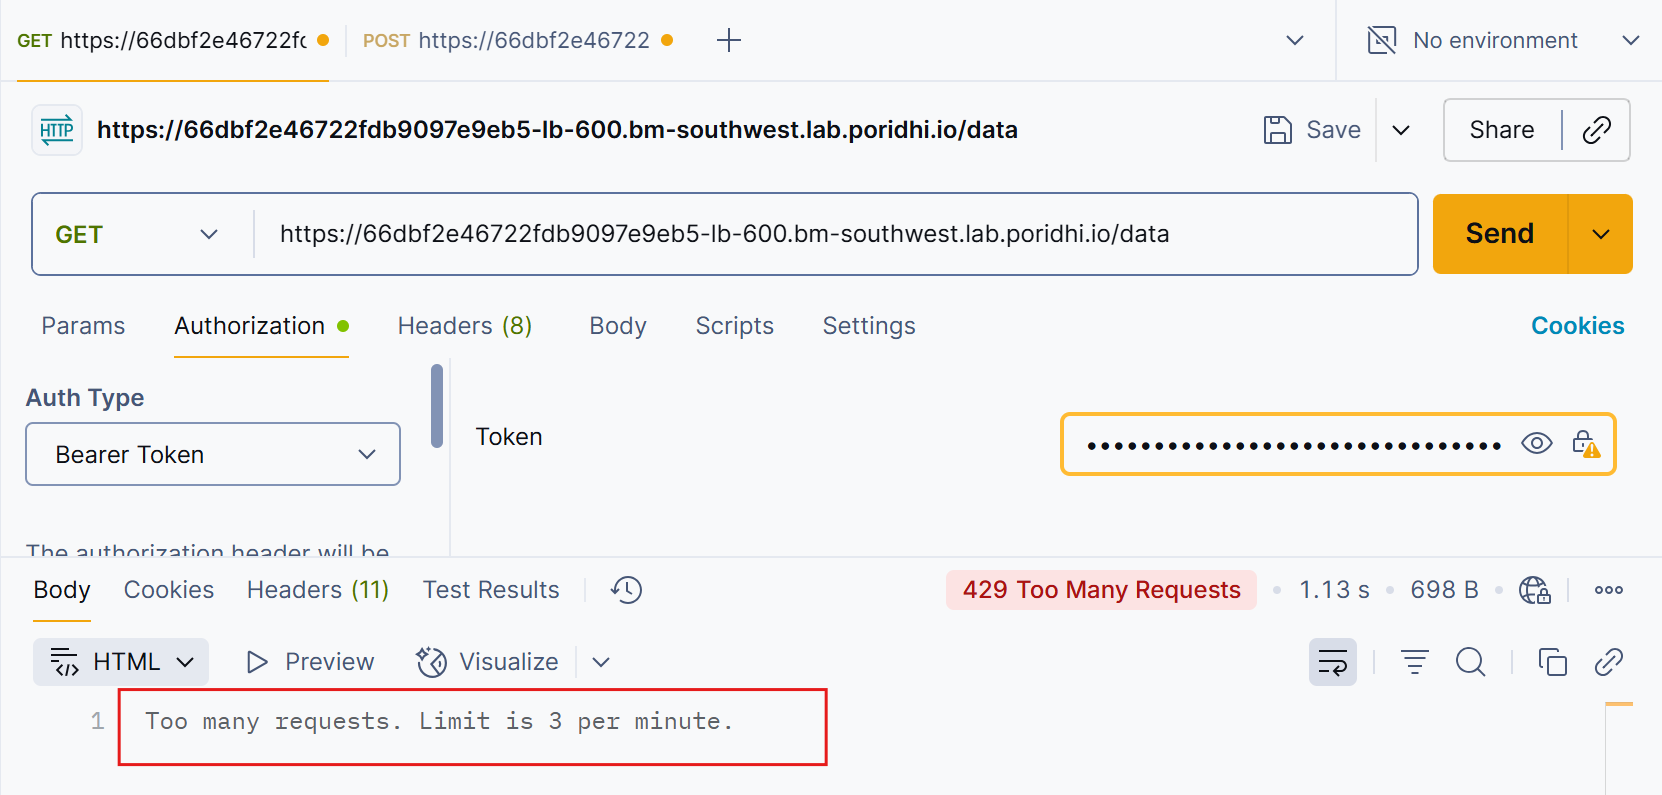 GET https://66dbf2e46722fc
POST https://66dbf2e46722
No environment
HTTP https://66dbf2e46722fdb9097e9eb5-lb-600.bm-southwest.lab.poridhi.io/data
Save
Share
GET https://66dbf2e46722fdb9097e9eb5-lb-600.bm-southwest.lab.poridhi.io/data
Send
Params Authorization Headers (8) Body Scripts Settings Cookies
Auth Type
Bearer Token
Token
The authorization header will be
Body Cookies Headers (11) Test Results 429 Too Many Requests 1.13 s 698 B
HTML Preview Visualize
1 Too many requests. Limit is 3 per minute.